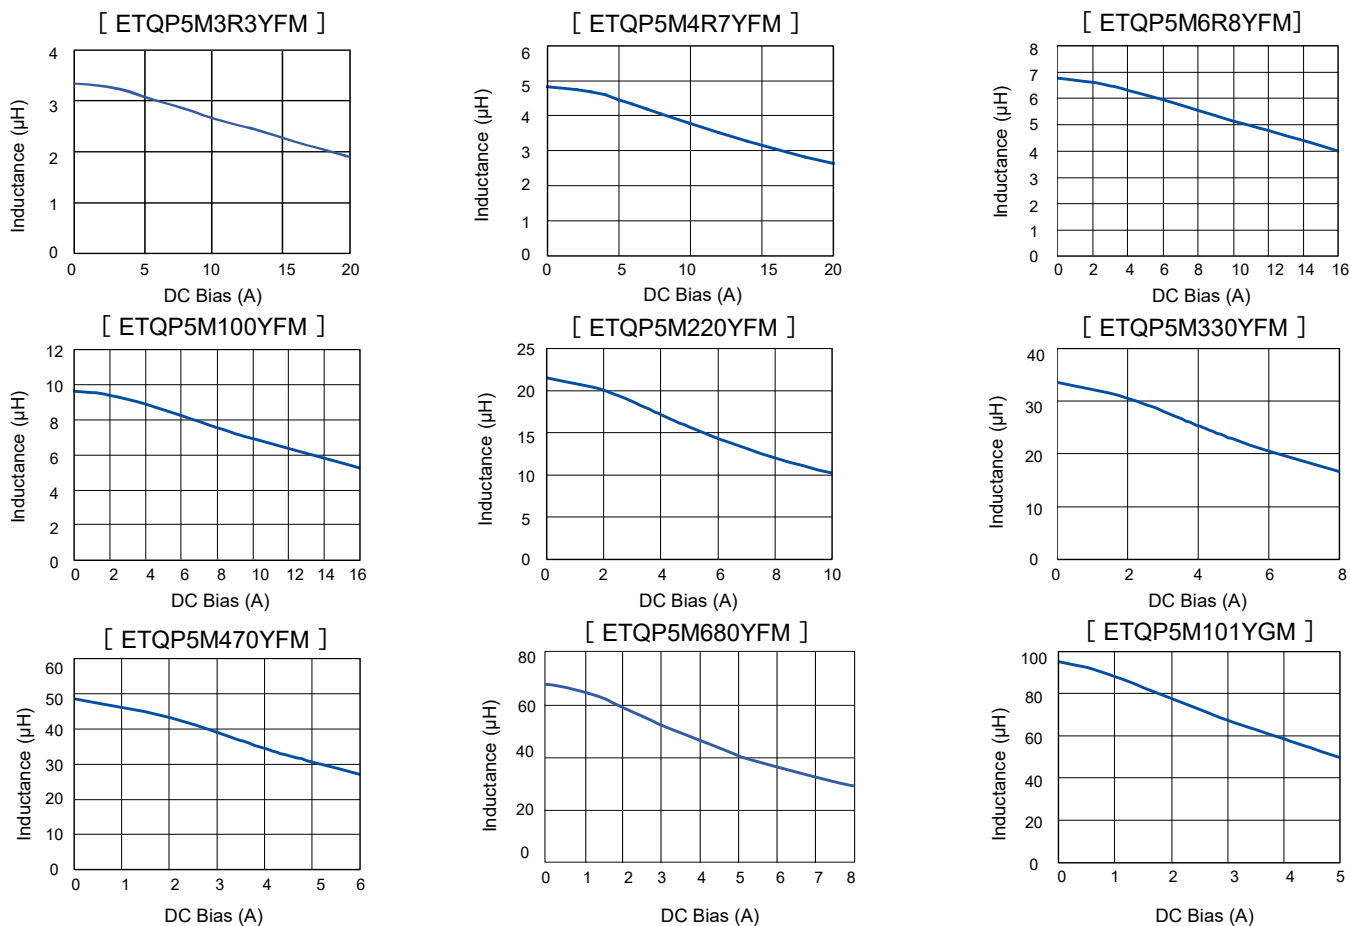 [ ETQP5M3R3YFM ]
4
3
2
1
0
0 5 10 15 20
Inductance (μH)
DC Bias (A)
[ ETQP5M4R7YFM ]
6
5
4
3
2
1
0
0 5 10 15 20
Inductance (μH)
DC Bias (A)
[ ETQP5M6R8YFM]
8
7
6
5
4
3
2
1
0
0 2 4 6 8 10 12 14 16
Inductance (μH)
DC Bias (A)
[ ETQP5M100YFM ]
12
10
8
6
4
2
0
0 2 4 6 8 10 12 14 16
Inductance (μH)
DC Bias (A)
[ ETQP5M220YFM ]
25
20
15
10
5
0
0 2 4 6 8 10
Inductance (μH)
DC Bias (A)
[ ETQP5M330YFM ]
40
30
20
10
0
0 2 4 6 8
Inductance (μH)
DC Bias (A)
[ ETQP5M470YFM ]
60
50
40
30
20
10
0
0 1 2 3 4 5 6
Inductance (μH)
DC Bias (A)
[ ETQP5M680YFM ]
80
60
40
20
0
0 1 2 3 4 5 6 7 8
Inductance (μH)
DC Bias (A)
[ ETQP5M101YGM ]
100
80
60
40
20
0
0 1 2 3 4 5
Inductance (μH)
DC Bias (A)